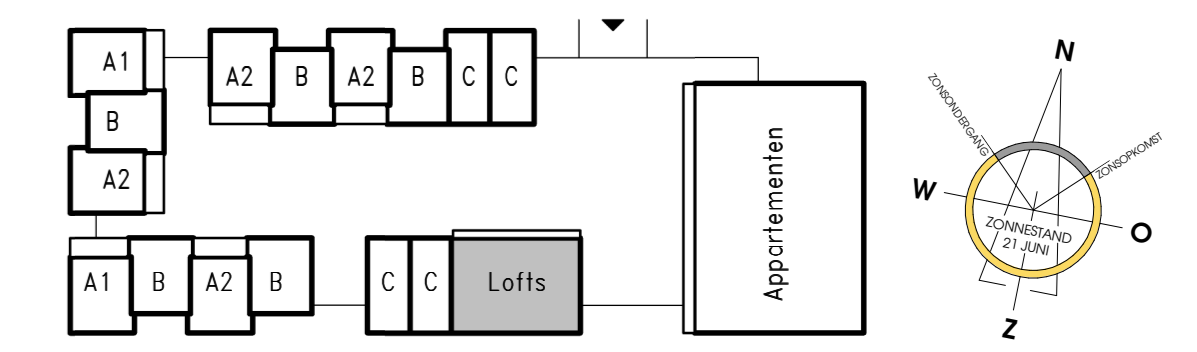 A1
B
A2
A2
B
A2
B
C
C
A1
B
A2
B
C
C
Lofts
Appartementen
N
ZONSONDERGANG
ZONSOPKOMST
W
O
ZONNESTAND
21 JUNI
Z